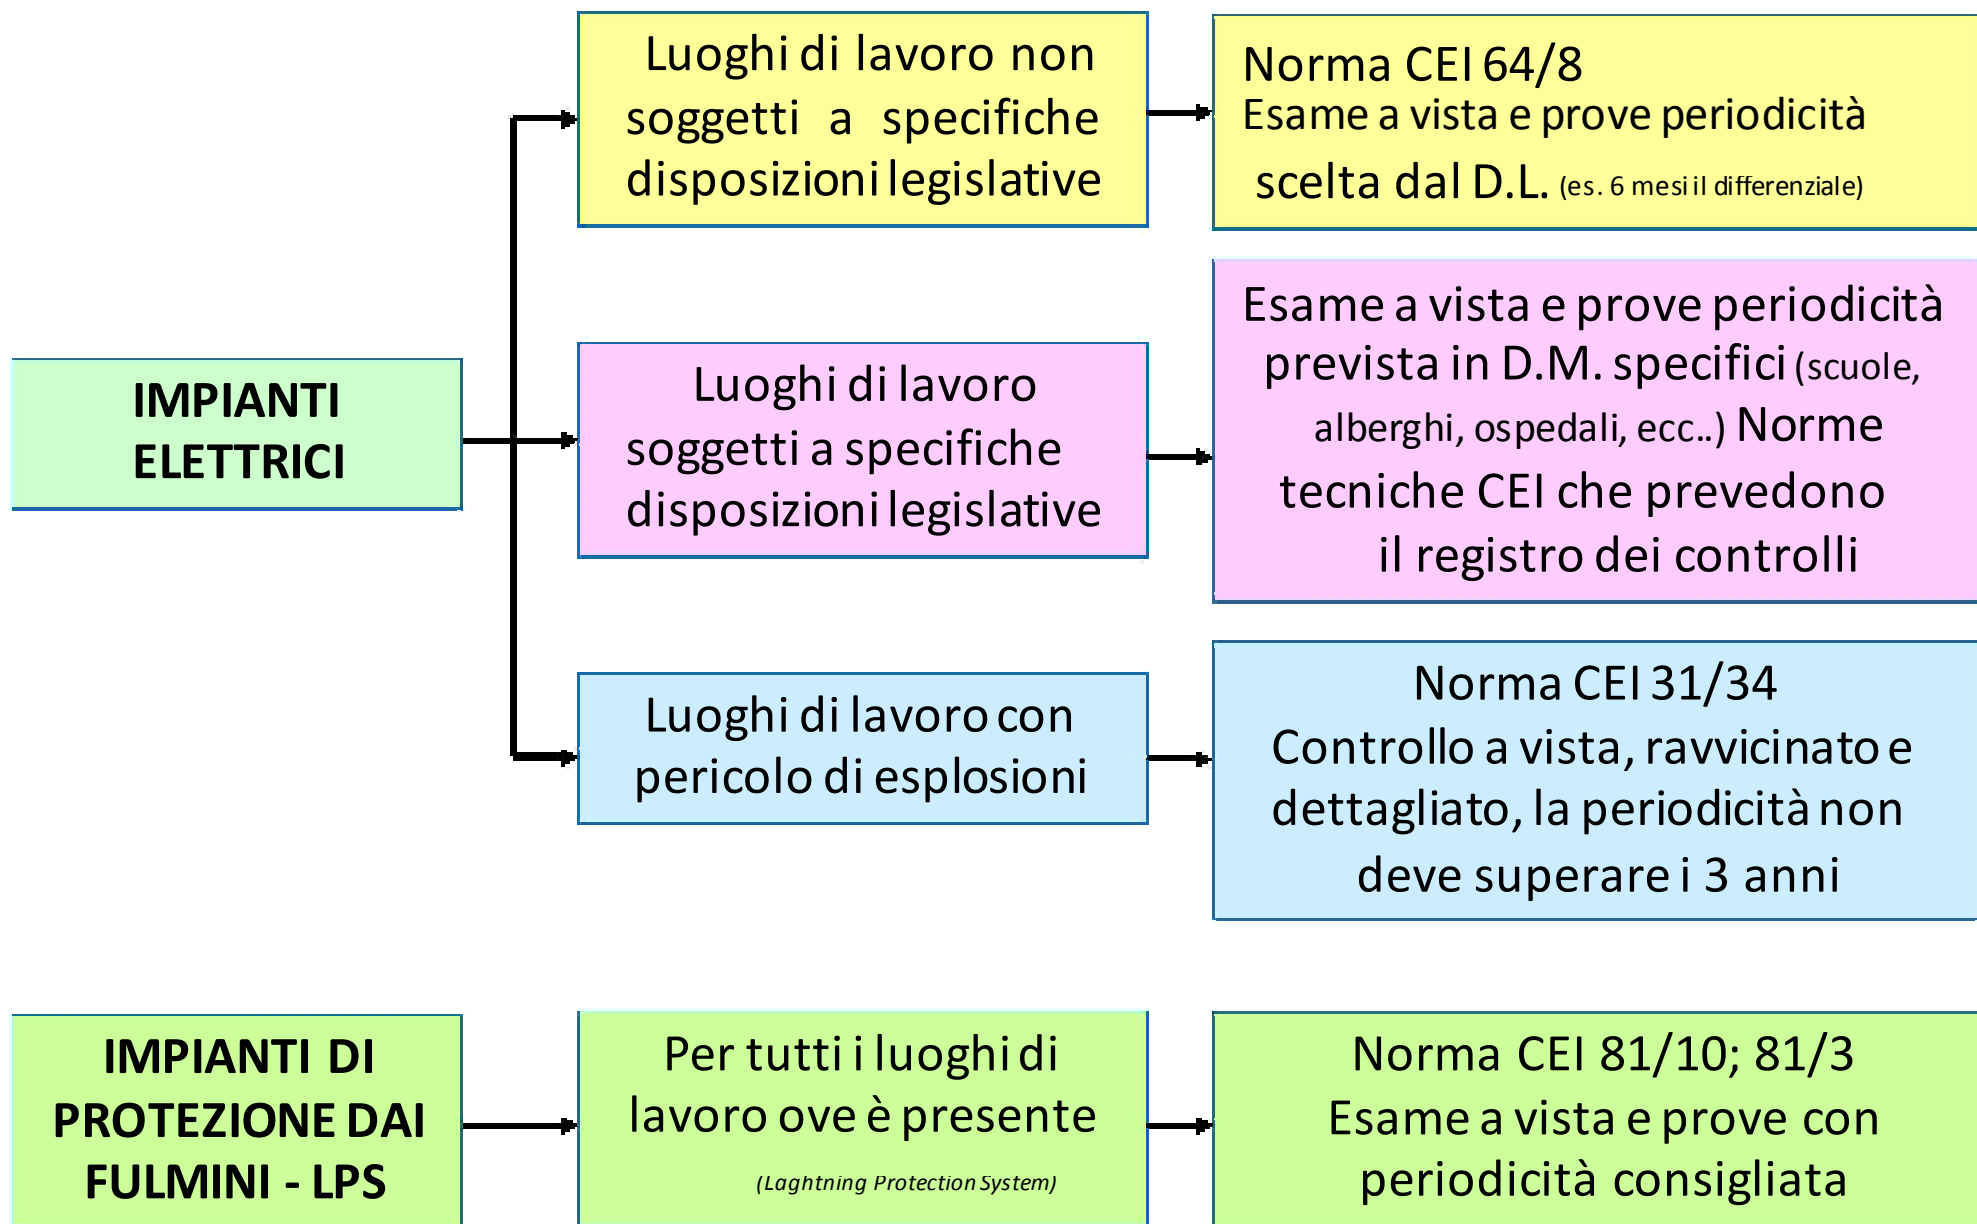 IMPIANTI
ELETTRICI
Luoghi di lavoro non
soggetti a specifiche
disposizioni legislative
Norma CEI 64/8
Esame a vista e prove periodicità
scelta dal D.L. (es. 6 mesi il differenziale)
Luoghi di lavoro
soggetti a specifiche
disposizioni legislative
Esame a vista e prove periodicità
prevista in D.M. specifici (scuole,
alberghi, ospedali, ecc..) Norme
tecniche CEI che prevedono
il registro dei controlli
Luoghi di lavoro con
pericolo di esplosioni
Norma CEI 31/34
Controllo a vista, ravvicinato e
dettagliato, la periodicità non
deve superare i 3 anni
IMPIANTI DI
PROTEZIONE DAI
FULMINI - LPS
Per tutti i luoghi di
lavoro ove è presente
(Laghtning Protection System)
Norma CEI 81/10; 81/3
Esame a vista e prove con
periodicità consigliata